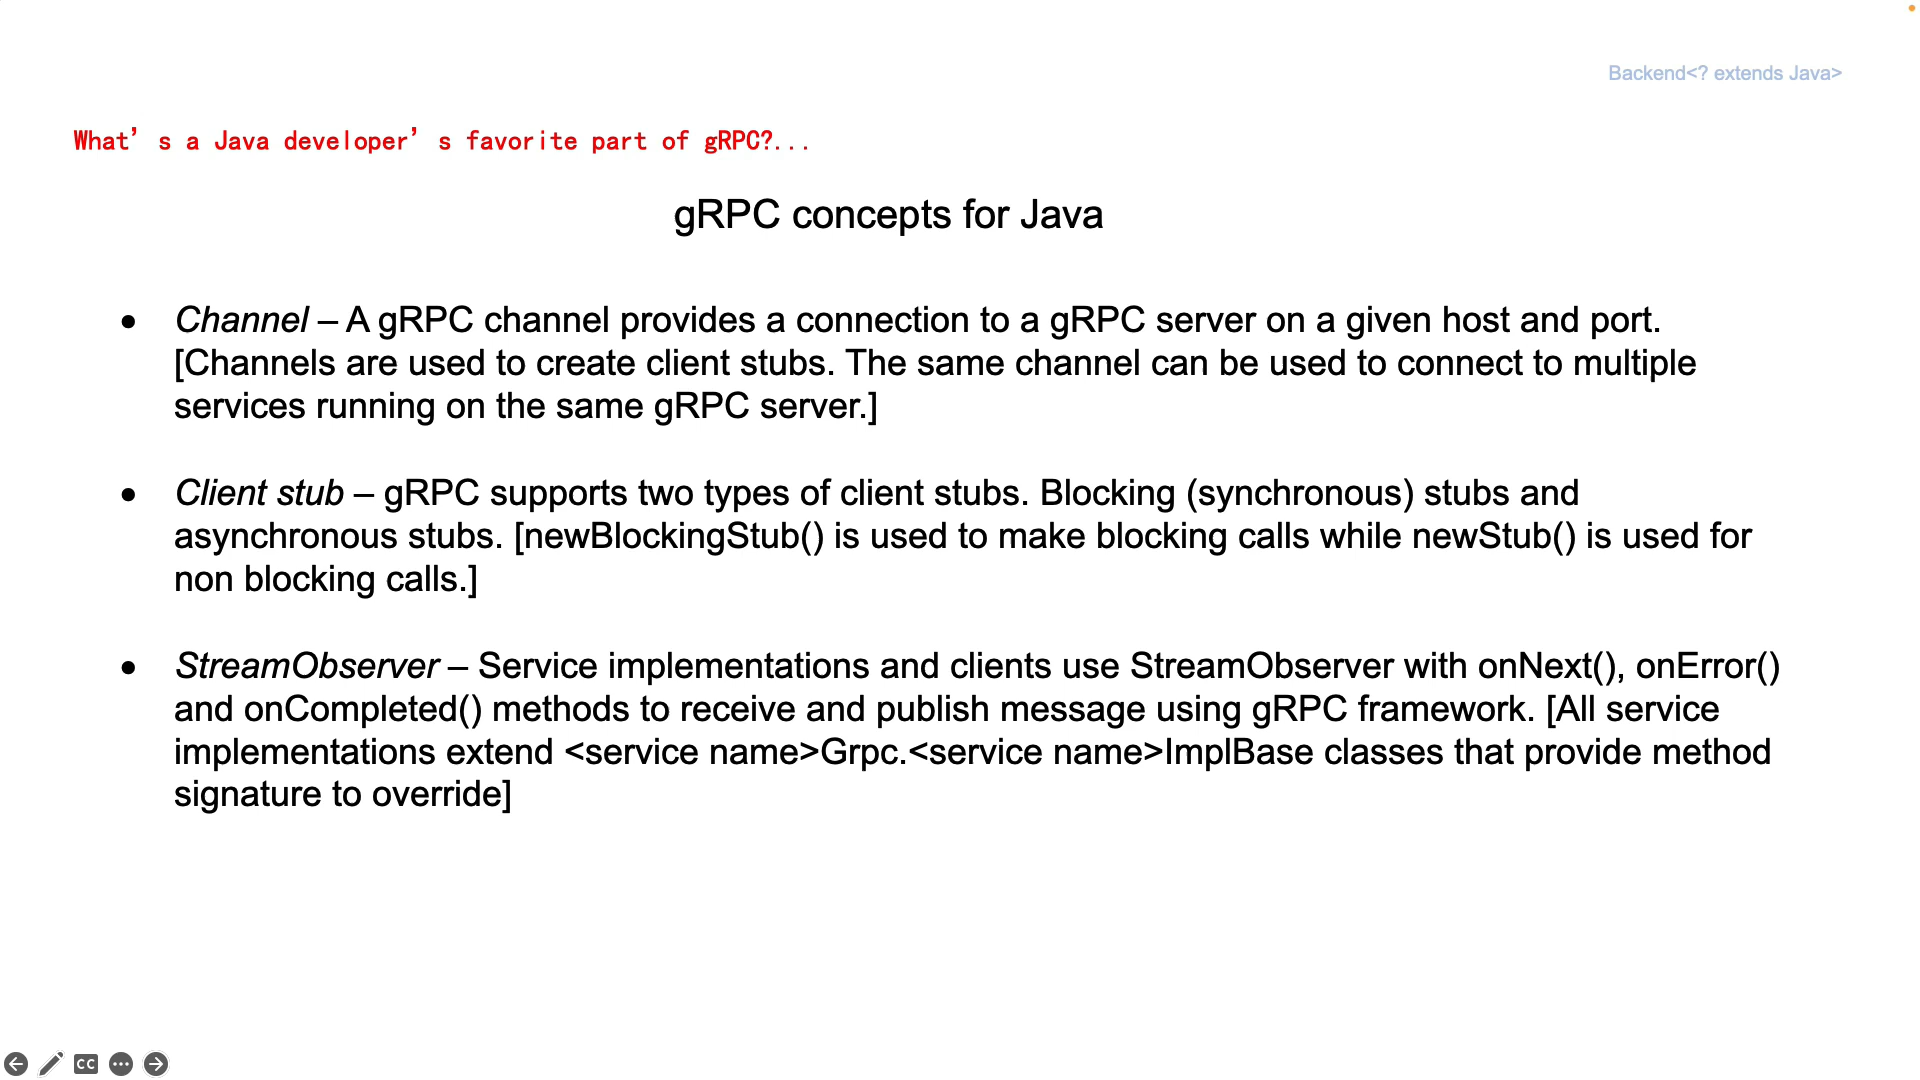 Backend<? extends Java>
What’s a Java developer’s favorite part of gRPC?...
gRPC concepts for Java
● Channel – A gRPC channel provides a connection to a gRPC server on a given host and port.
[Channels are used to create client stubs. The same channel can be used to connect to multiple
services running on the same gRPC server.]
● Client stub – gRPC supports two types of client stubs. Blocking (synchronous) stubs and
asynchronous stubs. [newBlockingStub() is used to make blocking calls while newStub() is used for
non blocking calls.]
● StreamObserver – Service implementations and clients use StreamObserver with onNext(), onError()
and onCompleted() methods to receive and publish message using gRPC framework. [All service
implementations extend <service name>Grpc.<service name>ImplBase classes that provide method
signature to override]
CC